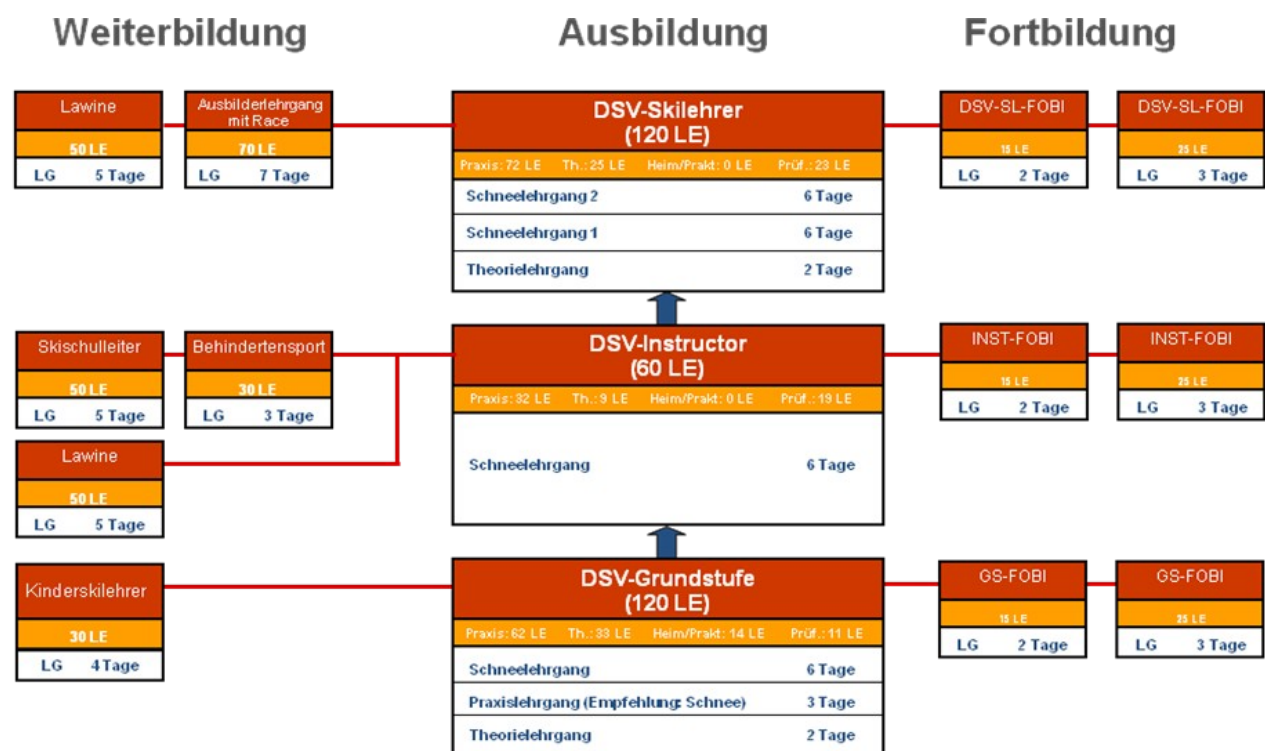 Weiterbildung
Ausbildung
Fortbildung
Lawine
50 LE
LG 5 Tage
Ausbilderlehrgang
mit Race
70 LE
LG 7 Tage
DSV-Skilehrer
(120 LE)
Praxis: 72 LE Th.: 25 LE Heim/Prakt: 0 LE Prüf.: 23 LE
Schneelehrgang 2 6 Tage
Schneelehrgang 1 6 Tage
Theorielehrgang 2 Tage
DSV-SL-FOBI
15 LE
LG 2 Tage
DSV-SL-FOBI
25 LE
LG 3 Tage
Skischulleiter
50 LE
LG 5 Tage
Behindertensport
30 LE
LG 3 Tage
Lawine
50 LE
LG 5 Tage
DSV-Instructor
(60 LE)
Praxis: 32 LE Th.: 9 LE Heim/Prakt: 0 LE Prüf.: 19 LE
Schneelehrgang 6 Tage
INST-FOBI
15 LE
LG 2 Tage
INST-FOBI
25 LE
LG 3 Tage
Kinderskilehrer
30 LE
LG 4 Tage
DSV-Grundstufe
(120 LE)
Praxis: 62 LE Th.: 33 LE Heim/Prakt: 14 LE Prüf.: 11 LE
Schneelehrgang 6 Tage
Praxislehrgang (Empfehlung: Schnee) 3 Tage
Theorielehrgang 2 Tage
GS-FOBI
15 LE
LG 2 Tage
GS-FOBI
25 LE
LG 3 Tage